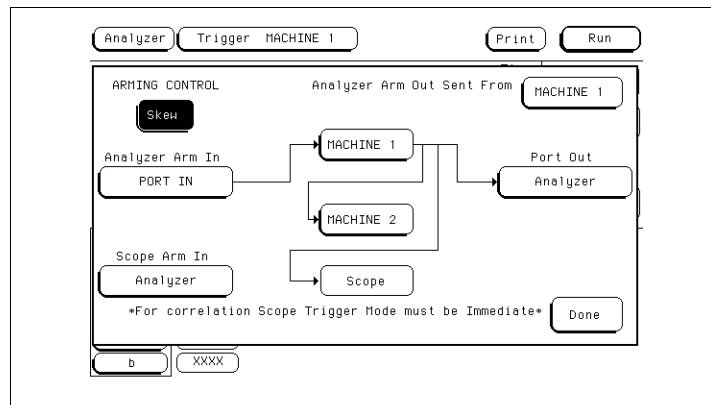 Analyzer Trigger MACHINE 1 Print Run
ARMING CONTROL Analyzer Arm Out Sent From MACHINE 1
Skew
MACHINE 1
Analyzer Arm In Port Out
PORT IN Analyzer
MACHINE 2
Scope Arm In
Analyzer Scope
*For correlation Scope Trigger Mode must be Immediate* Done
b XXXX